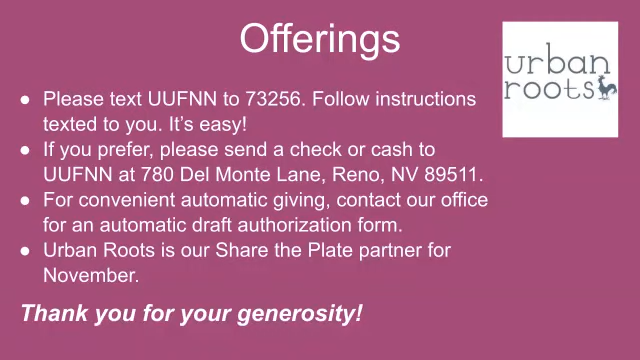 Offerings
urban
roots
● Please text UUFNN to 73256. Follow instructions
texted to you. It's easy!
● If you prefer, please send a check or cash to
UUFNN at 780 Del Monte Lane, Reno, NV 89511.
● For convenient automatic giving, contact our office
for an automatic draft authorization form.
● Urban Roots is our Share the Plate partner for
November.
Thank you for your generosity!